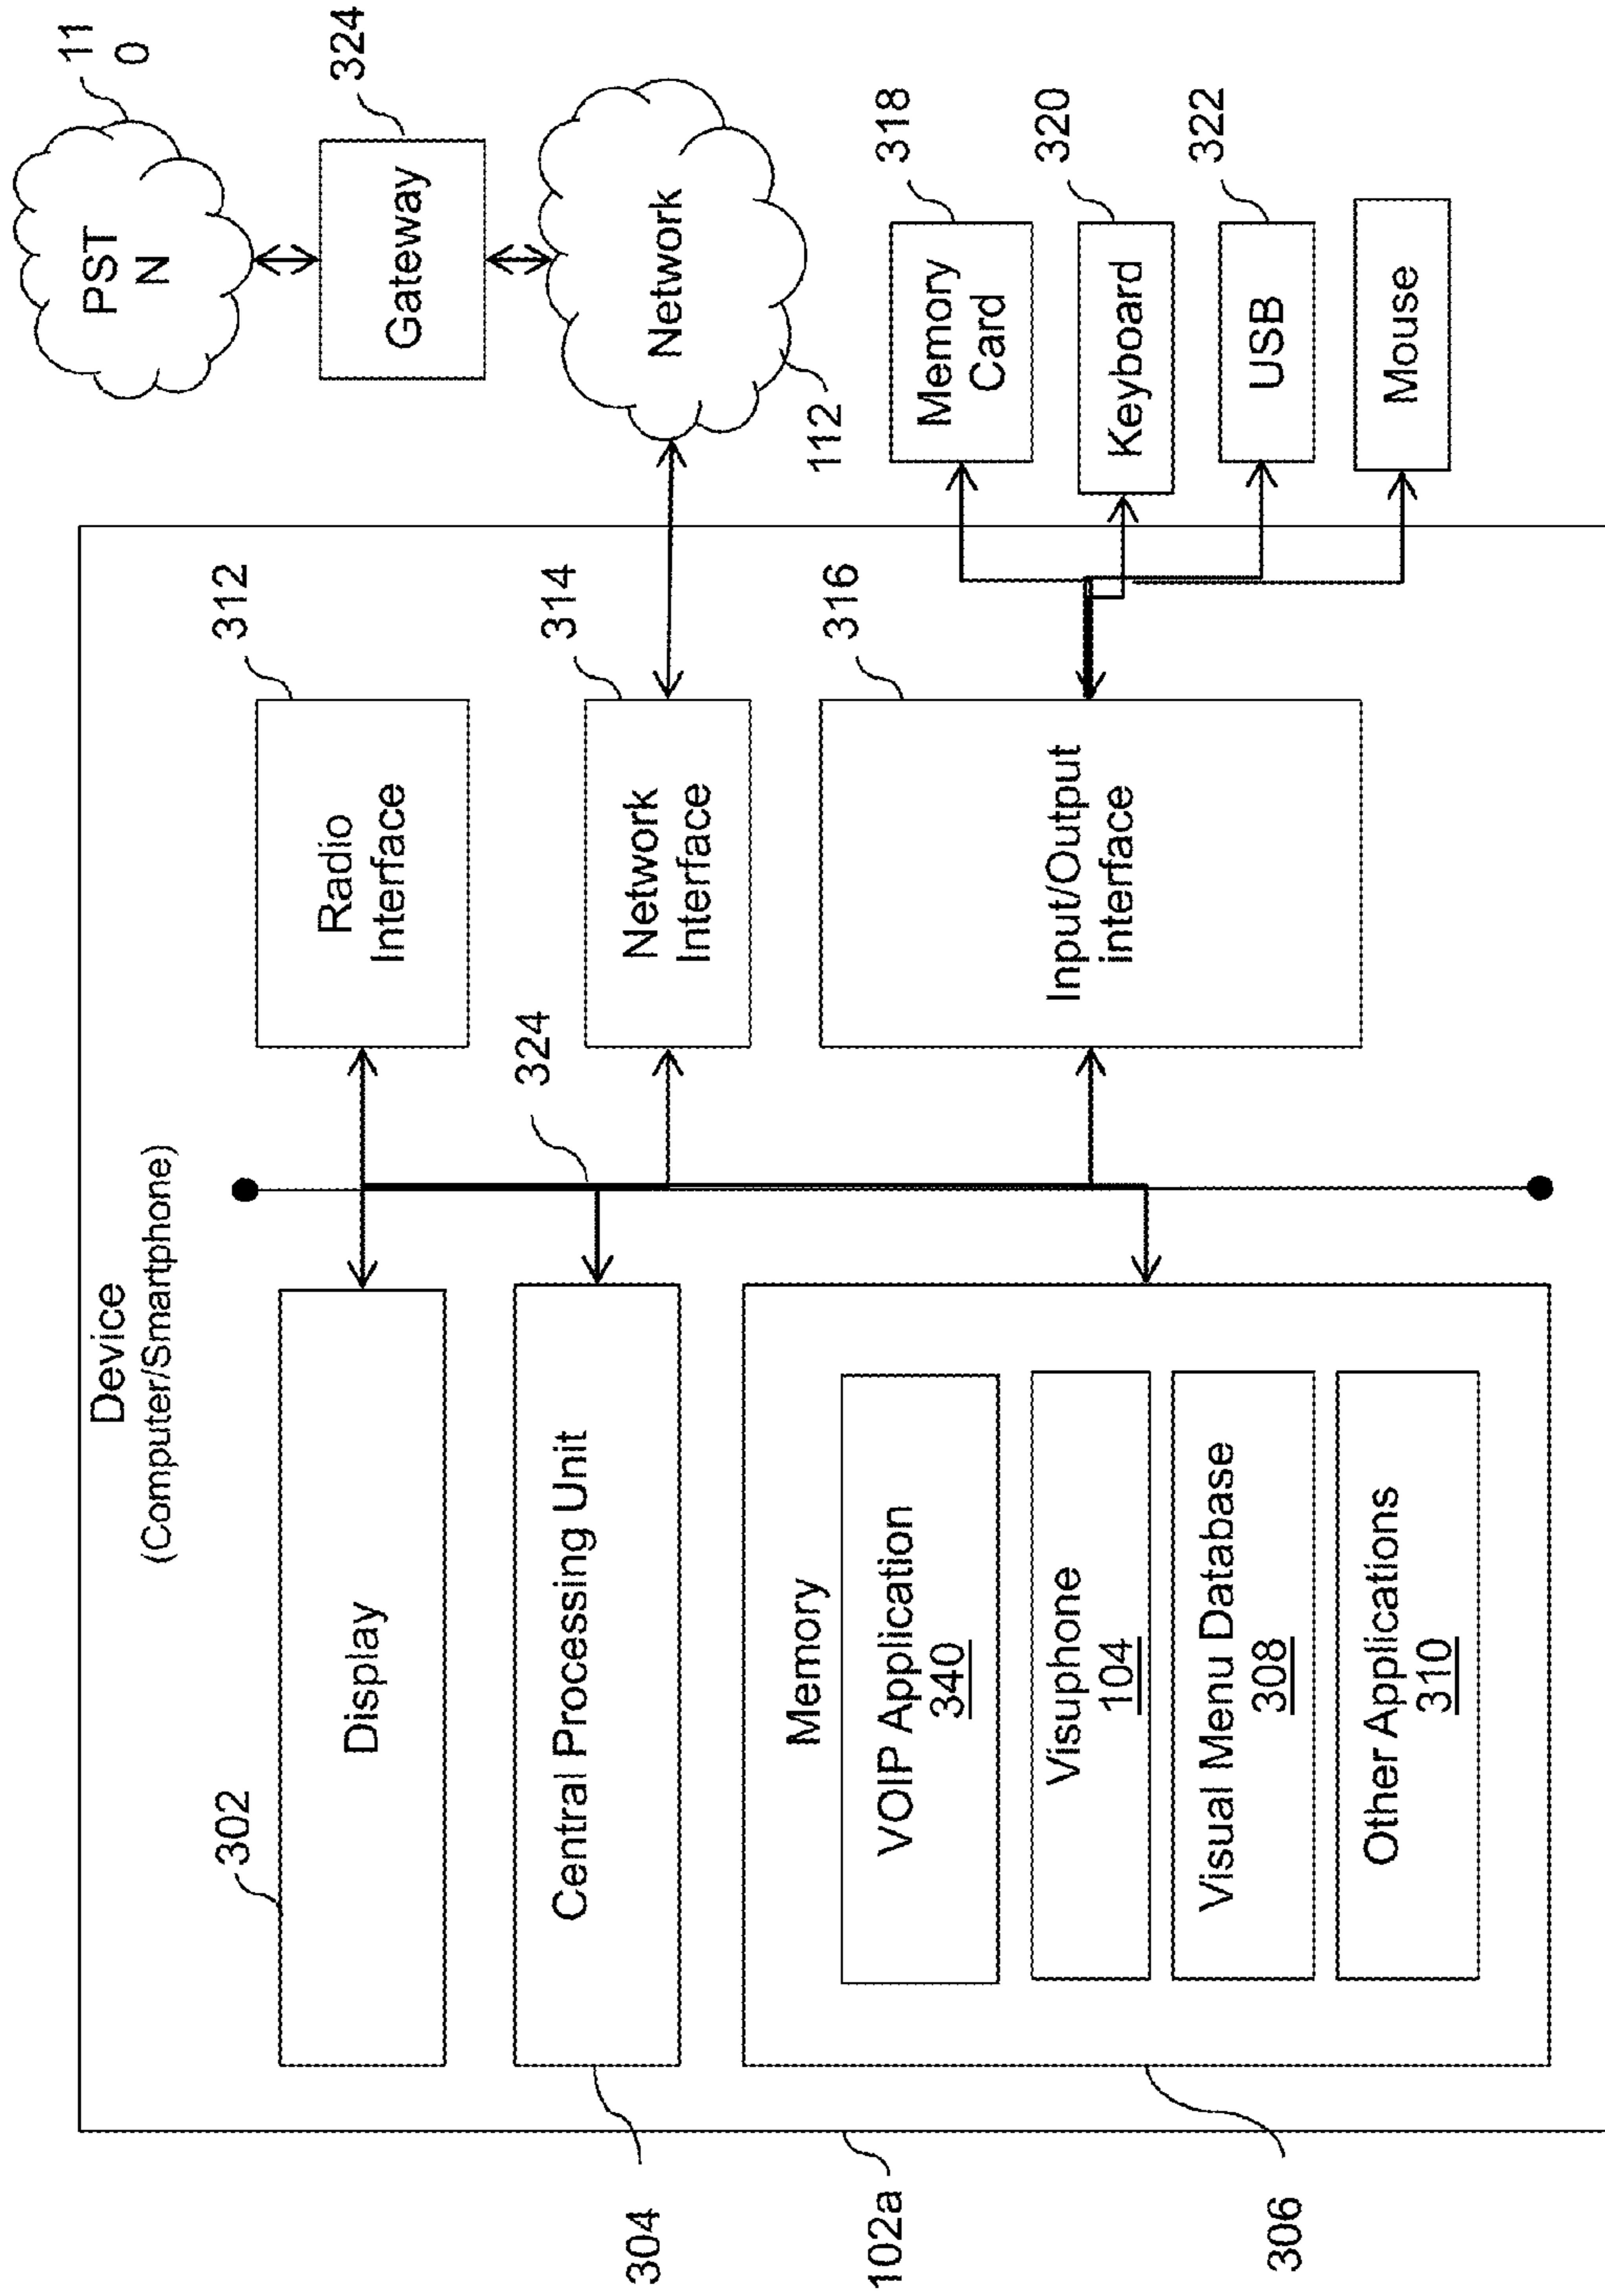 Device
(Computer/Smartphone)
302
Display
304
Central Processing Unit
102a
306
Memory
VOIP Application
340
Visuphone
104
Visual Menu Database
308
Other Applications
310
324
312
Radio
Interface
314
Network
Interface
316
Input/Output
interface
PST
N
11
0
Gateway
324
Network
112
Memory
Card
318
Keyboard
320
USB
322
Mouse